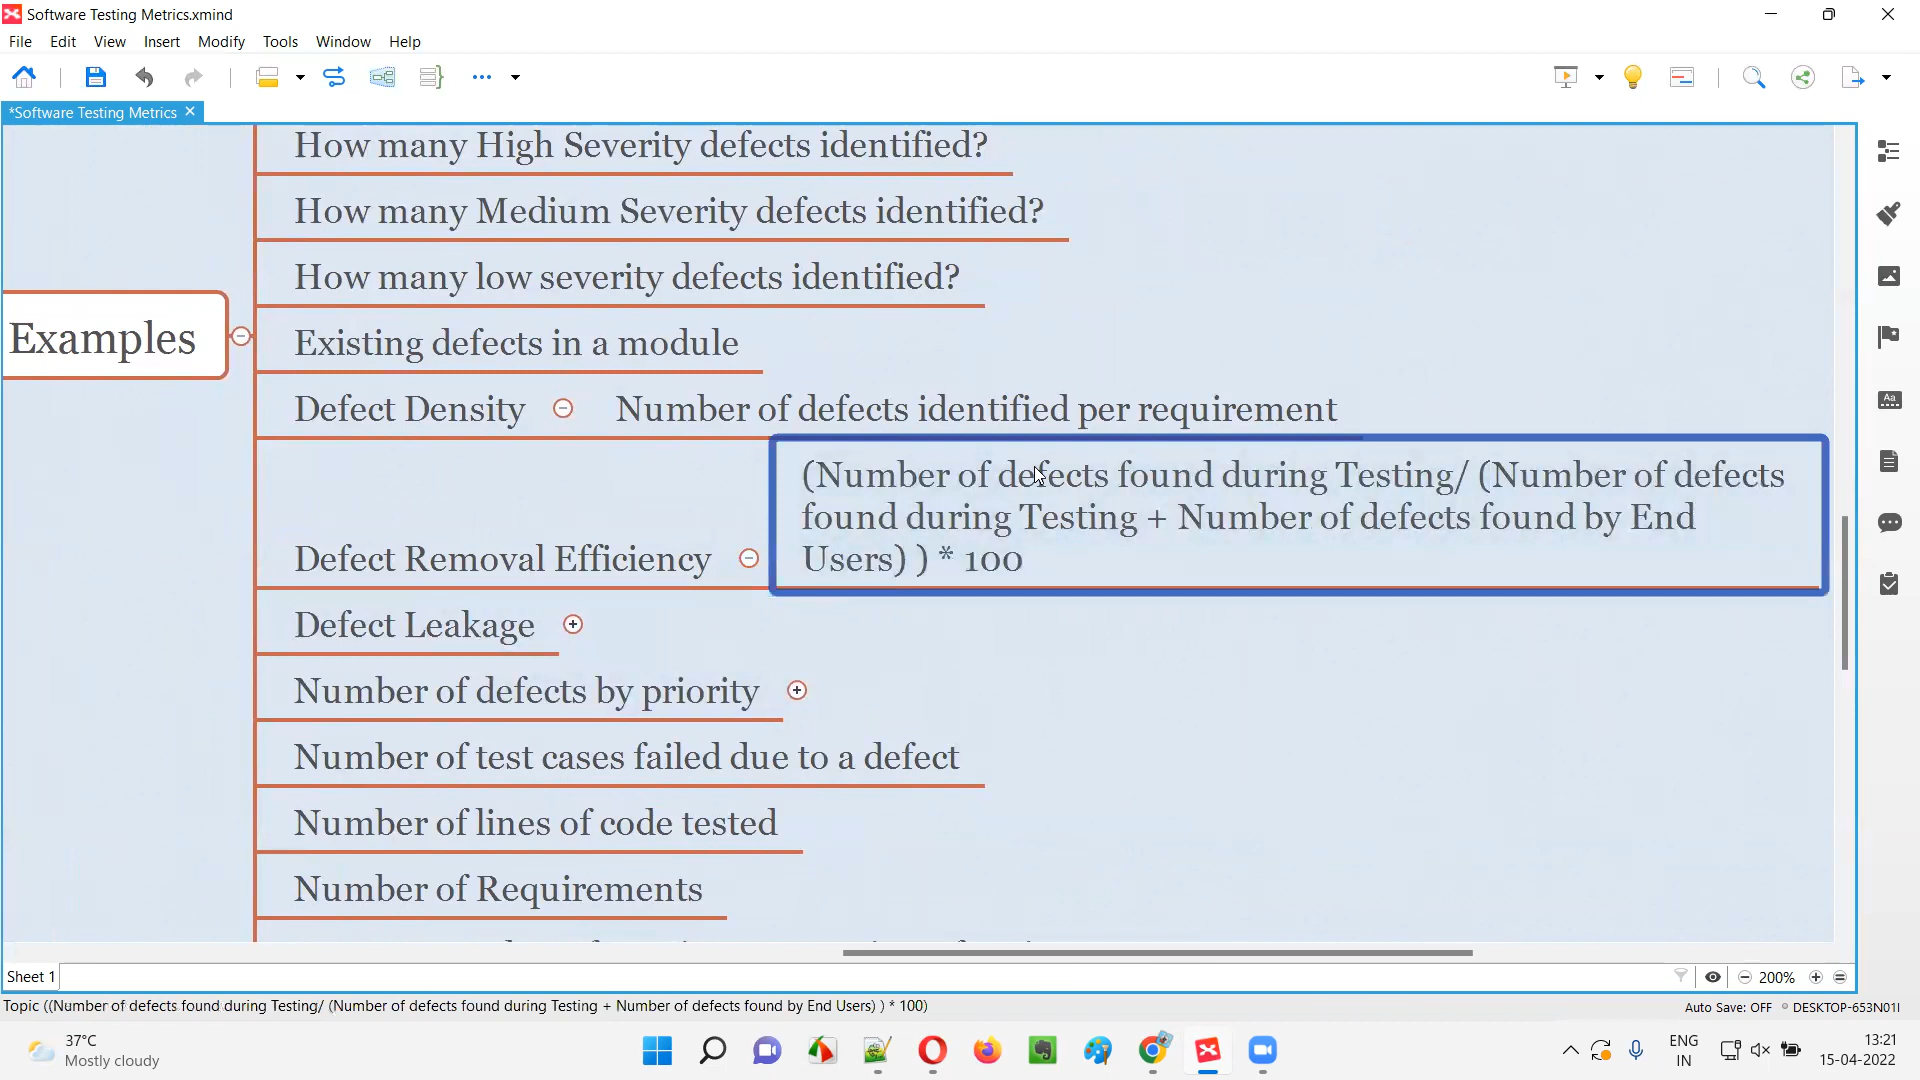 Software Testing Metrics.xmind
File Edit View Insert Modify Tools Window Help
*Software Testing Metrics
How many High Severity defects identified?
How many Medium Severity defects identified?
How many low severity defects identified?
Examples
Existing defects in a module
Defect Density
Number of defects identified per requirement
Defect Removal Efficiency
(Number of defects found during Testing/ (Number of defects
found during Testing + Number of defects found by End
Users) ) * 100
Defect Leakage
Number of defects by priority
Number of test cases failed due to a defect
Number of lines of code tested
Number of Requirements
Sheet 1
200%
Topic ((Number of defects found during Testing/ (Number of defects found during Testing + Number of defects found by End Users) ) * 100)
Auto Save: OFF
DESKTOP-653N01I
37°C
Mostly cloudy
ENG
IN
13:21
15-04-2022